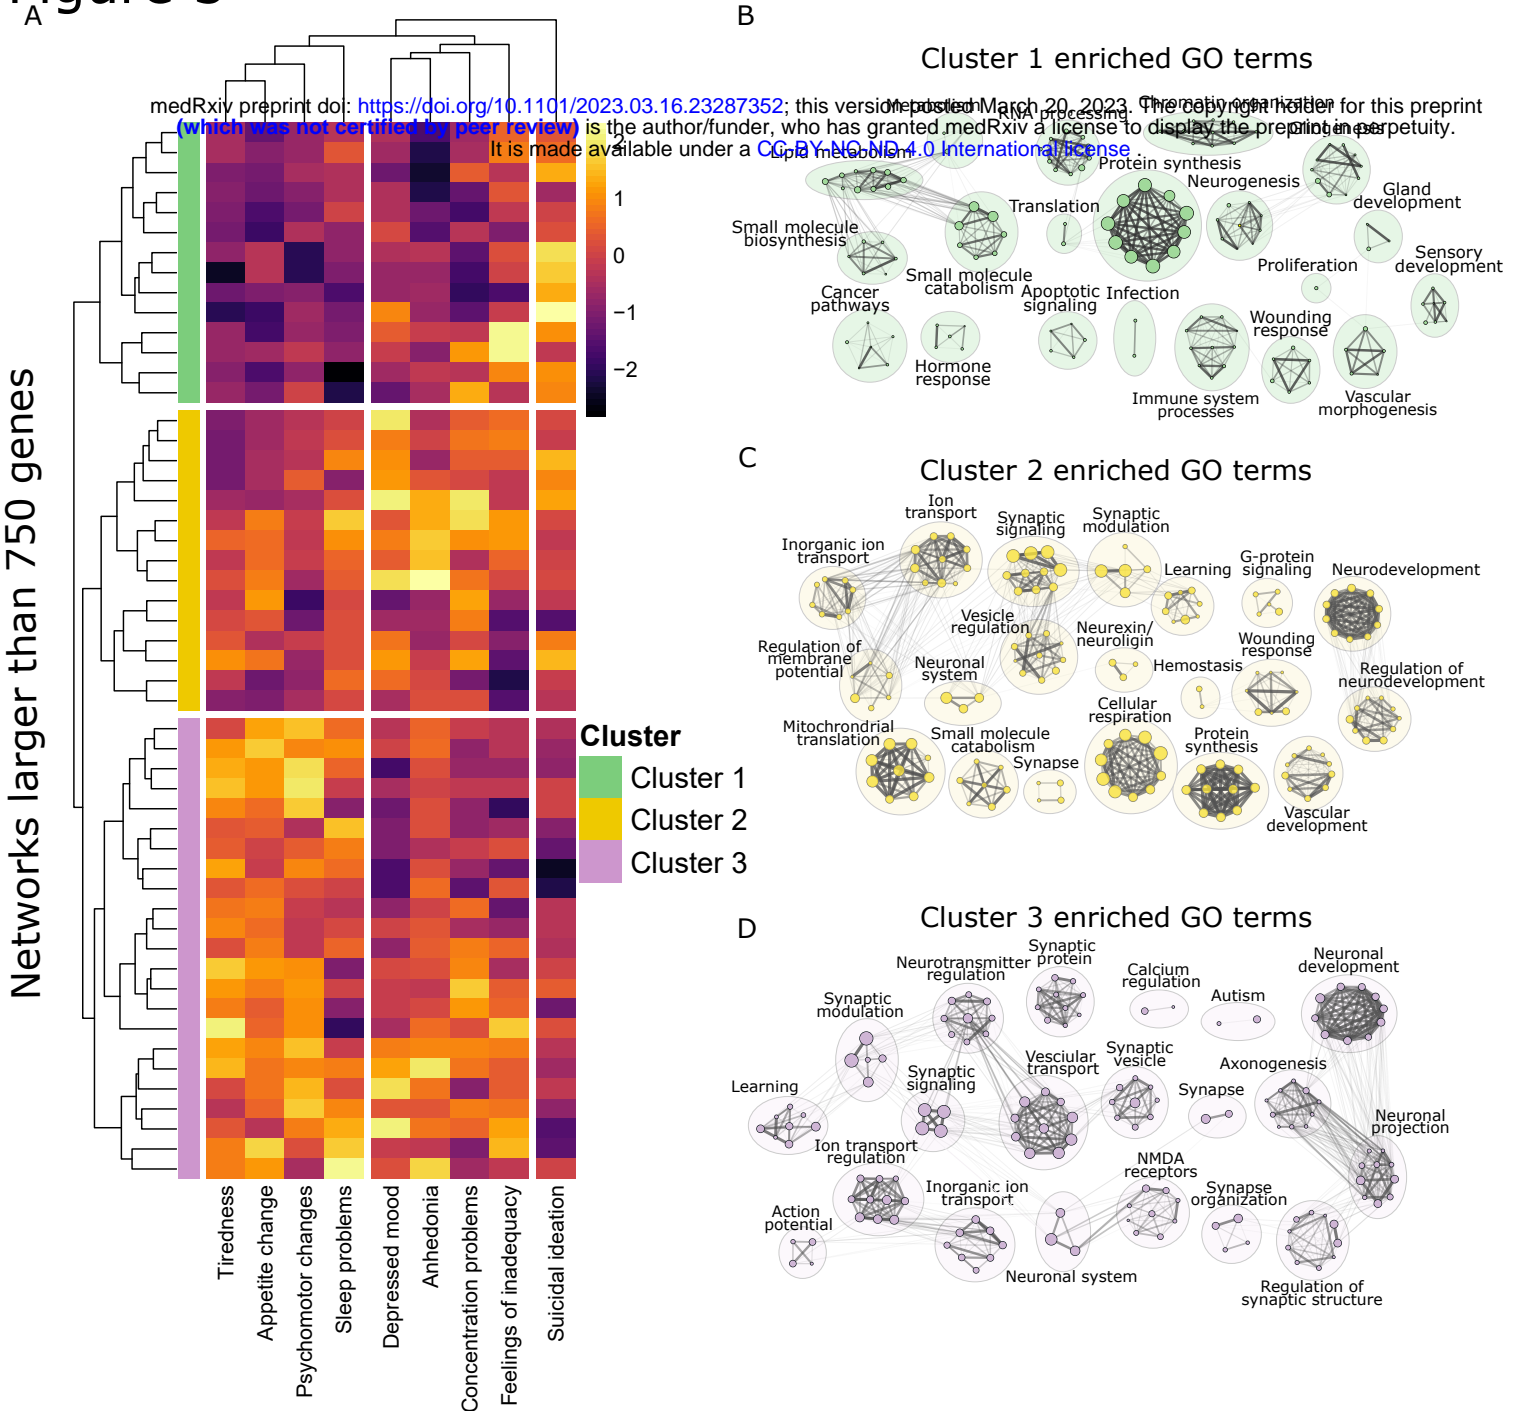 Figure 3
A
medRxiv preprint doi: https://doi.org/10.1101/2023.03.16.23287352; this version posted March 20, 2023. The copyright holder for this preprint
(which was not certified by peer review) is the author/funder, who has granted medRxiv a license to display the preprint in perpetuity.
It is made available under a CC-BY-NC-ND 4.0 International license .
Networks larger than 750 genes
2
1
0
−1
−2
Cluster
Cluster 1
Cluster 2
Cluster 3
Tiredness
Appetite change
Psychomotor changes
Sleep problems
Depressed mood
Anhedonia
Concentration problems
Feelings of inadequacy
Suicidal ideation
B
Cluster 1 enriched GO terms
Metabolism
RNA processing
Chromatin organization
Gliogenesis
Lipid metabolism
Protein synthesis
Neurogenesis
Gland
development
Translation
Small molecule
biosynthesis
Small molecule
catabolism
Proliferation
Sensory
development
Cancer
pathways
Apoptotic
signaling
Infection
Wounding
response
Hormone
response
Immune system
processes
Vascular
morphogenesis
C
Cluster 2 enriched GO terms
Ion
transport
Synaptic
signaling
Synaptic
modulation
Inorganic ion
transport
Learning
G-protein
signaling
Neurodevelopment
Vesicle
regulation
Neurexin/
neuroligin
Regulation of
membrane
potential
Neuronal
system
Hemostasis
Wounding
response
Regulation of
neurodevelopment
Mitochrondrial
translation
Small molecule
catabolism
Synapse
Cellular
respiration
Protein
synthesis
Vascular
development
D
Cluster 3 enriched GO terms
Neurotransmitter
regulation
Synaptic
protein
Calcium
regulation
Autism
Neuronal
development
Synaptic
modulation
Synaptic
signaling
Vesciular
transport
Synaptic
vesicle
Synapse
Axonogenesis
Learning
Neuronal
projection
Ion transport
regulation
Inorganic ion
transport
NMDA
receptors
Synapse
organization
Action
potential
Neuronal system
Regulation of
synaptic structure